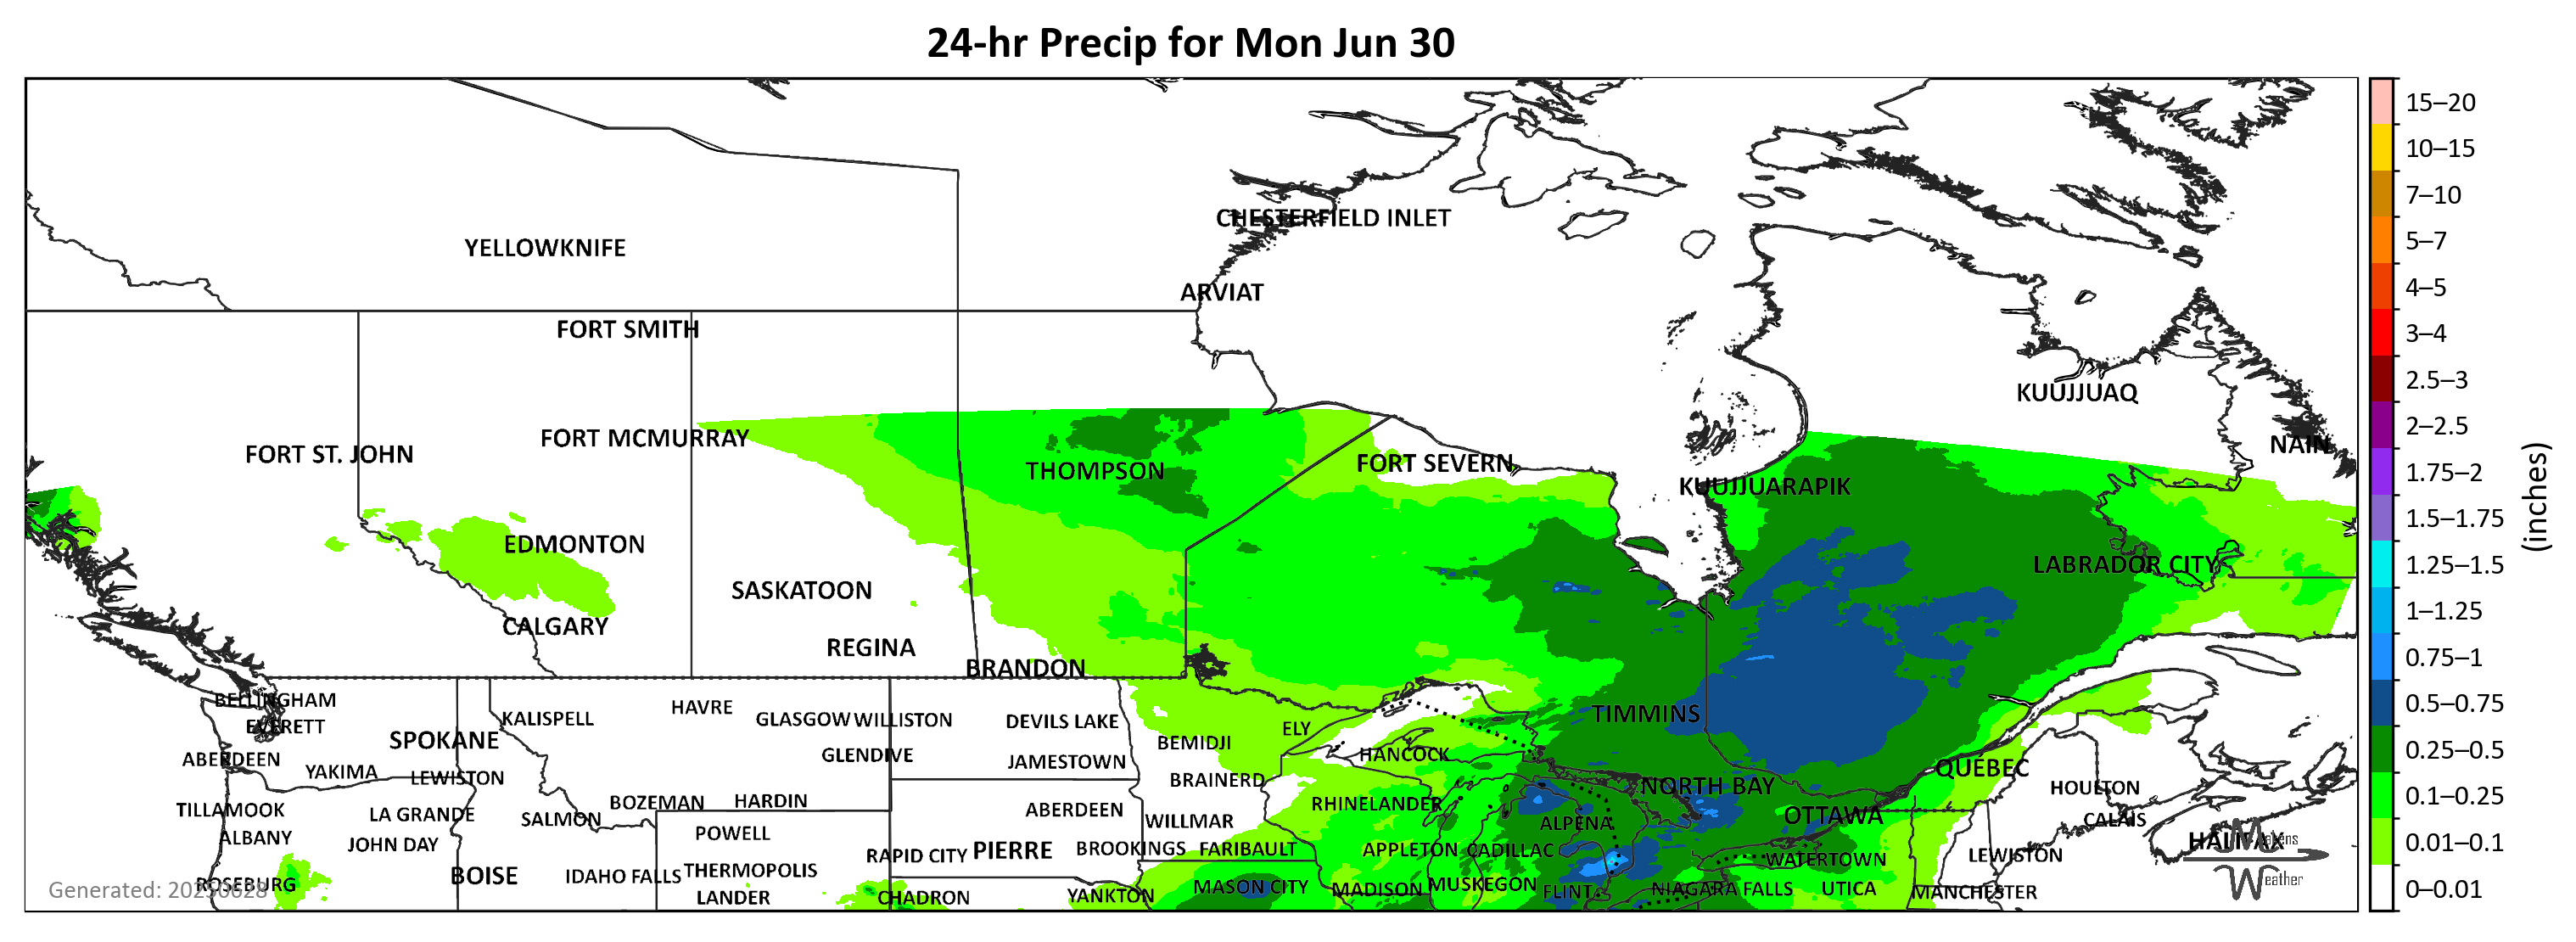 24-hr Precip for Mon Jun 30
CHESTERFIELD INLET
YELLOWKNIFE
ARVIAT
FORT SMITH
KUUJJUAQ
FORT MCMURRAY
NAIN
FORT ST. JOHN
THOMPSON
FORT SEVERN
KUUJJUARAPIK
EDMONTON
LABRADOR CITY
SASKATOON
CALGARY
REGINA
BRANDON
BELLINGHAM
HAVRE
TIMMINS
KALISPELL
GLASGOW
WILLISTON
DEVILS LAKE
EVERETT
ELY
SPOKANE
BEMIDJI
GLENDIVE
HANCOCK
ABERDEEN
JAMESTOWN
QUÉBEC
YAKIMA
LEWISTON
BRAINERD
NORTH BAY
HOULTON
BOZEMAN
HARDIN
RHINELANDER
TILLAMOOK
LA GRANDE
ABERDEEN
OTTAWA
SALMON
WILLMAR
CALAIS
ALPENA
POWELL
ALBANY
HALIFAX
JOHN DAY
BROOKINGS
FARIBAULT
APPLETON
CADILLAC
PIERRE
RAPID CITY
LEWISTON
WATERTOWN
THERMOPOLIS
BOISE
IDAHO FALLS
ROSEBURG
MASON CITY
MADISON
MUSKEGON
FLINT
NIAGARA FALLS
UTICA
MANCHESTER
LANDER
CHADRON
YANKTON
Generated: 20250628
Weather
15–20
10–15
7–10
5–7
4–5
3–4
2.5–3
2–2.5
1.75–2
1.5–1.75
1.25–1.5
1–1.25
0.75–1
0.5–0.75
0.25–0.5
0.1–0.25
0.01–0.1
0–0.01
(inches)